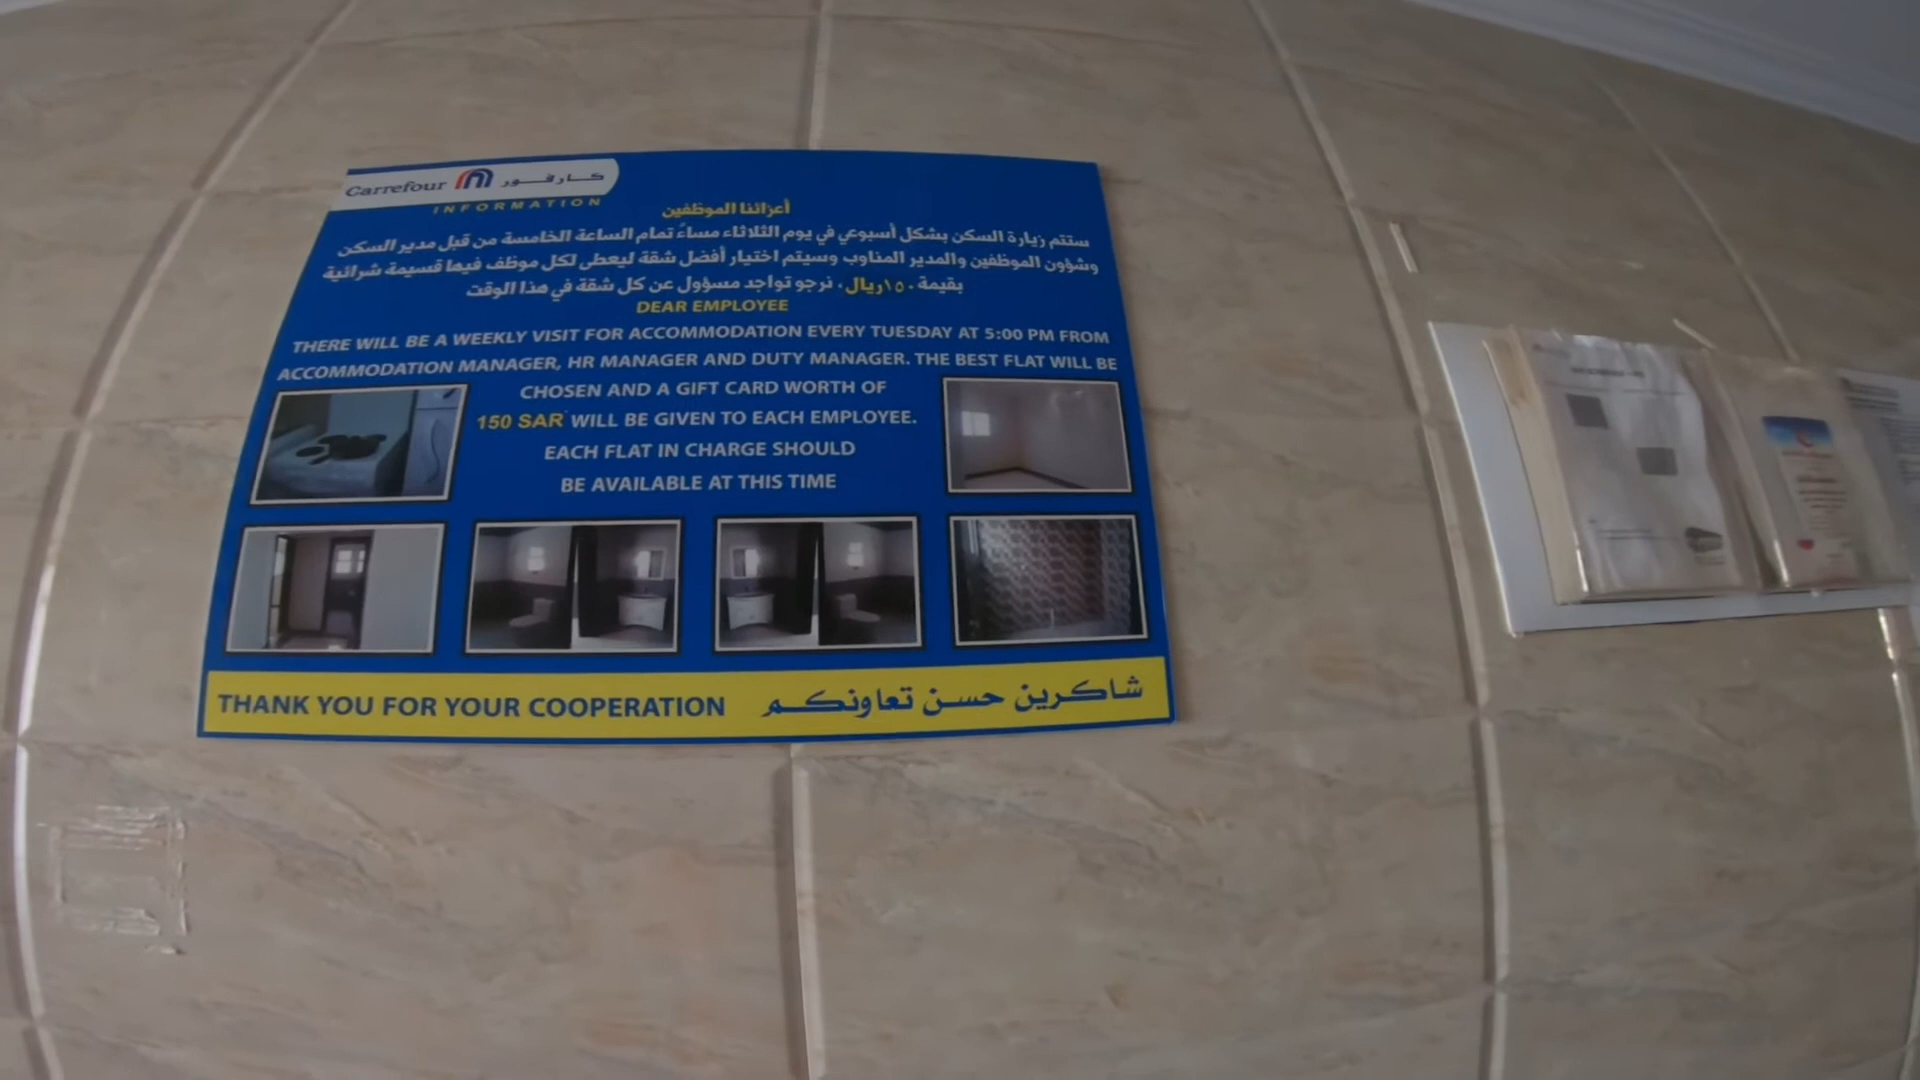 Carrefour كارفور
INFORMATION
أعزائنا الموظفين
ستتم زيارة السكن بشكل أسبوعي في يوم الثلاثاء مساءً تمام الساعة الخامسة من قبل مدير السكن
وشؤون الموظفين والمدير المناوب وسيتم اختيار أفضل شقة ليعطى لكل موظف فيها قسيمة شرائية
بقيمة ١٥٠ريال، نرجو تواجد مسؤول عن كل شقة في هذا الوقت
DEAR EMPLOYEE
THERE WILL BE A WEEKLY VISIT FOR ACCOMMODATION EVERY TUESDAY AT 5:00 PM FROM
ACCOMMODATION MANAGER, HR MANAGER AND DUTY MANAGER. THE BEST FLAT WILL BE
CHOSEN AND A GIFT CARD WORTH OF
150 SAR WILL BE GIVEN TO EACH EMPLOYEE.
EACH FLAT IN CHARGE SHOULD
BE AVAILABLE AT THIS TIME
THANK YOU FOR YOUR COOPERATION شاكرين حسن تعاونكم